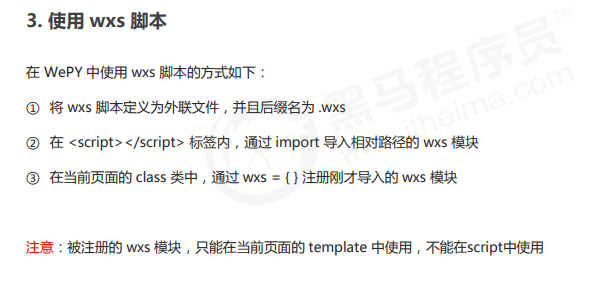 3. 使用 wxs 脚本
在 WePY 中使用 wxs 脚本的方式如下：
① 将 wxs 脚本定义为外联文件，并且后缀名为 .wxs
② 在 <script></script> 标签内，通过 import 导入相对路径的 wxs 模块
③ 在当前页面的 class 类中，通过 wxs = { } 注册刚才导入的 wxs 模块
注意：被注册的 wxs 模块，只能在当前页面的 template 中使用，不能在script中使用
黑马程序员™
www.itheima.com